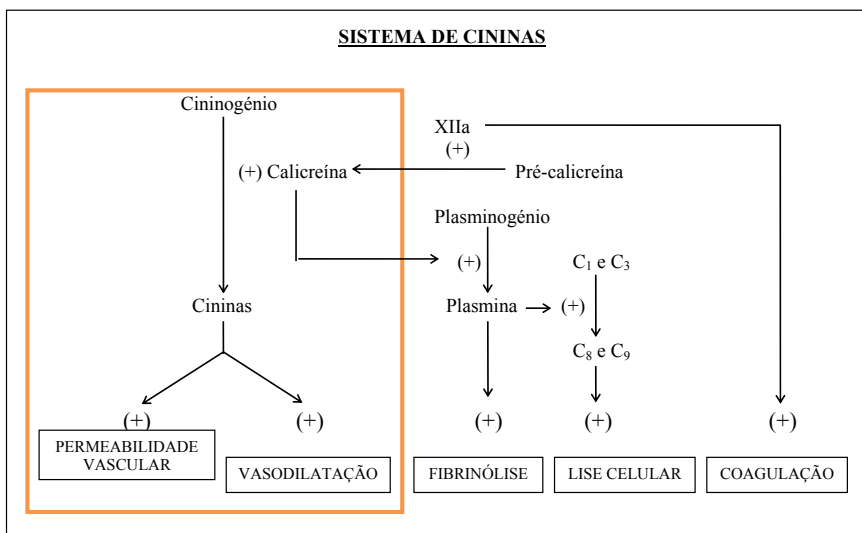 SISTEMA DE CININAS
Cininogénio
XIIa
(+)
(+) Calicreína
Pré-calicreína
Plasminogénio
(+)
C₁ e C₃
Cininas
Plasmina
(+)
C₈ e C₉
(+)
(+)
(+)
(+)
(+)
PERMEABILIDADE
VASCULAR
VASODILATAÇÃO
FIBRINÓLISE
LISE CELULAR
COAGULAÇÃO